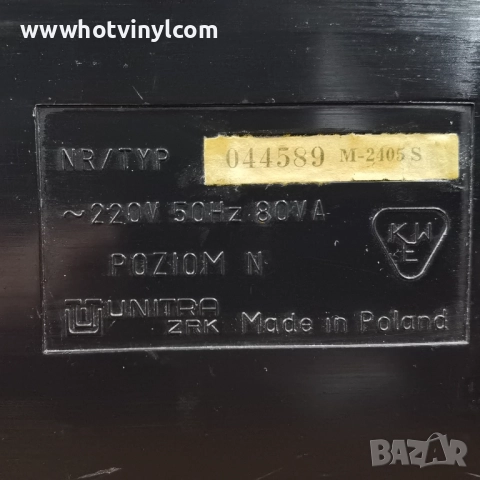 www.hotvinyl.com
NR/TYP 044589 M-2405 S
~220V 50Hz 80VA
KWE
POZIOM N
UNITRA
ZRK Made in Poland
BAZAR